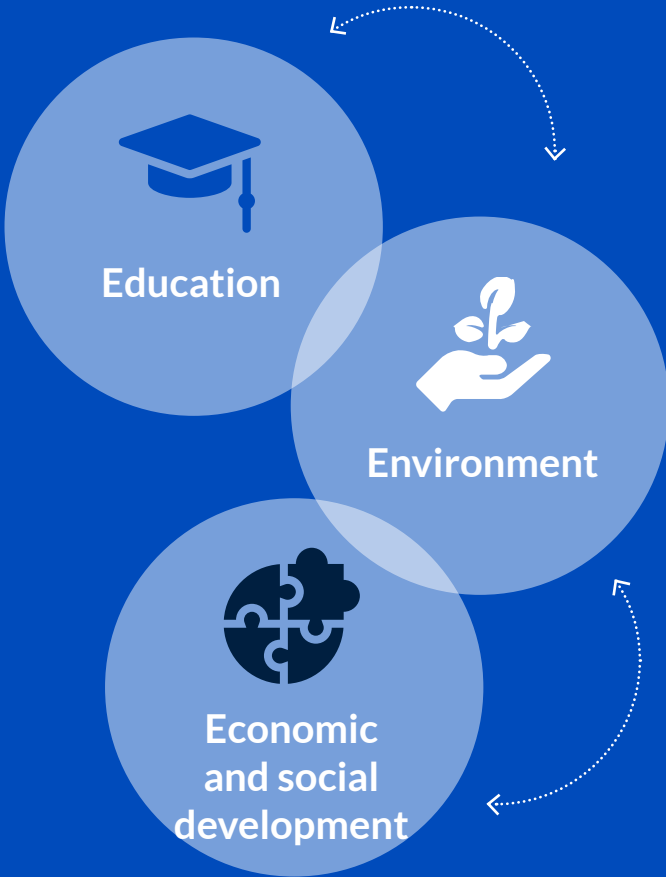 Education
Environment
Economic
and social
development